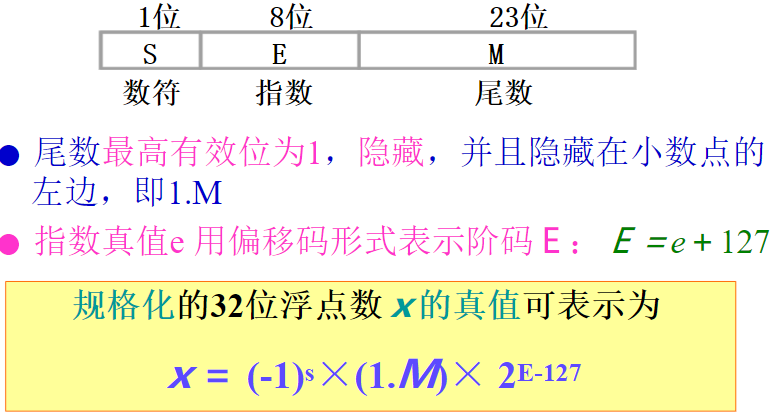 1位 8位 23位
S E M
数符 指数 尾数
● 尾数最高有效位为1，隐藏，并且隐藏在小数点的
左边，即1.M
● 指数真值e 用偏移码形式表示阶码 E： E = e + 127
规格化的32位浮点数 x 的真值可表示为
x = (-1)ˢ×(1.M)× 2ᴱ⁻¹²⁷